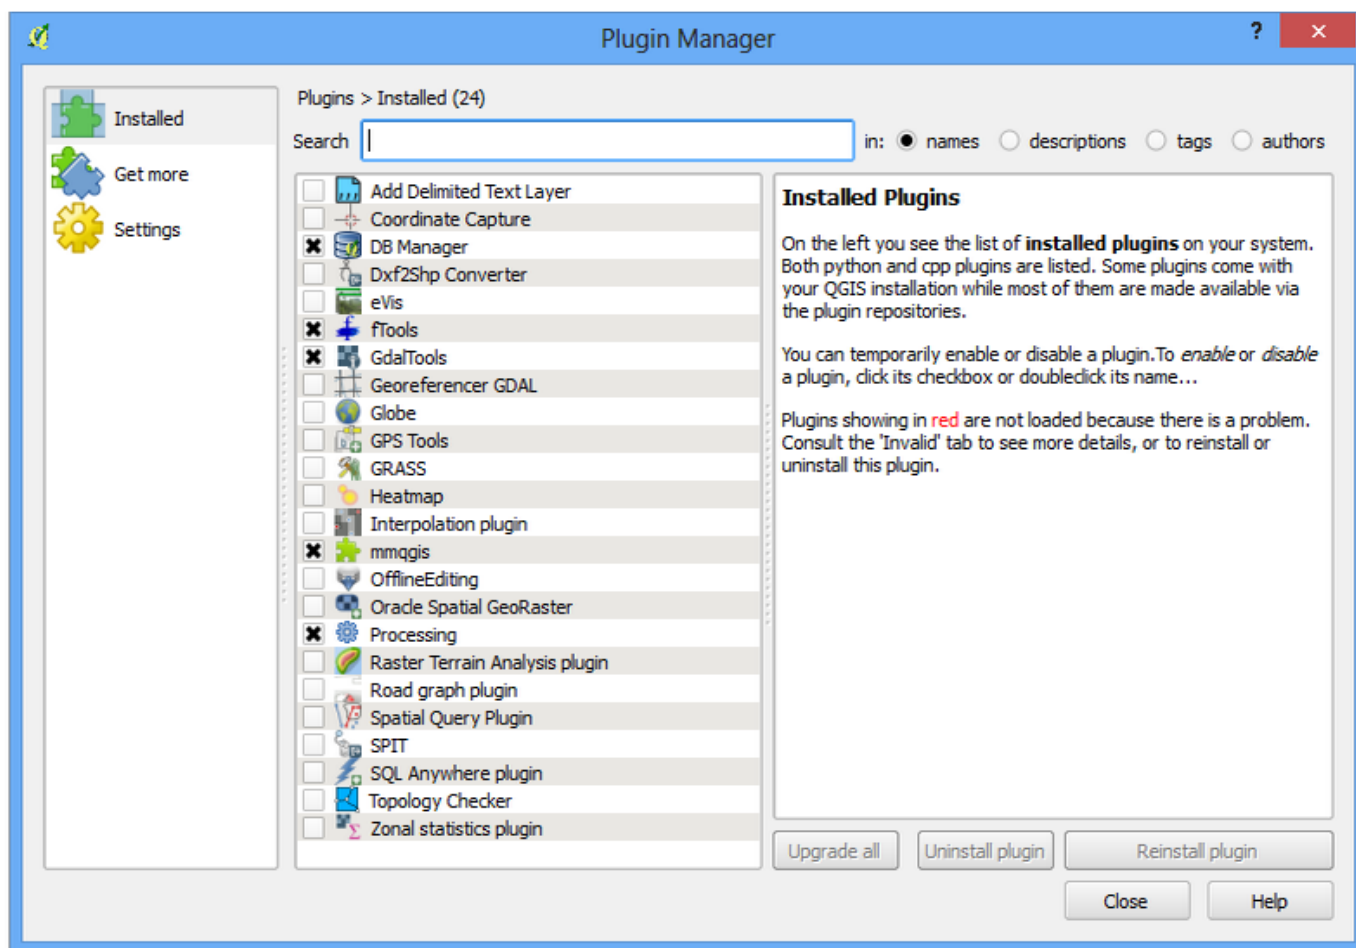 Plugin Manager
?
Installed
Get more
Settings
Plugins > Installed (24)
Search in: names descriptions tags authors
Add Delimited Text Layer
Coordinate Capture
DB Manager
Dxf2Shp Converter
eVis
fTools
GdalTools
Georeferencer GDAL
Globe
GPS Tools
GRASS
Heatmap
Interpolation plugin
mmqgis
OfflineEditing
Oracle Spatial GeoRaster
Processing
Raster Terrain Analysis plugin
Road graph plugin
Spatial Query Plugin
SPIT
SQL Anywhere plugin
Topology Checker
Zonal statistics plugin
Installed Plugins
On the left you see the list of installed plugins on your system.
Both python and cpp plugins are listed. Some plugins come with
your QGIS installation while most of them are made available via
the plugin repositories.
You can temporarily enable or disable a plugin.To enable or disable
a plugin, click its checkbox or doubleclick its name...
Plugins showing in red are not loaded because there is a problem.
Consult the 'Invalid' tab to see more details, or to reinstall or
uninstall this plugin.
Upgrade all Uninstall plugin Reinstall plugin
Close Help